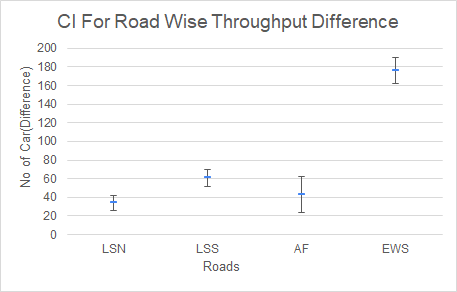 CI For Road Wise Throughput Difference
No of Car(Difference)
200
180
160
140
120
100
80
60
40
20
0
LSN LSS AF EWS
Roads